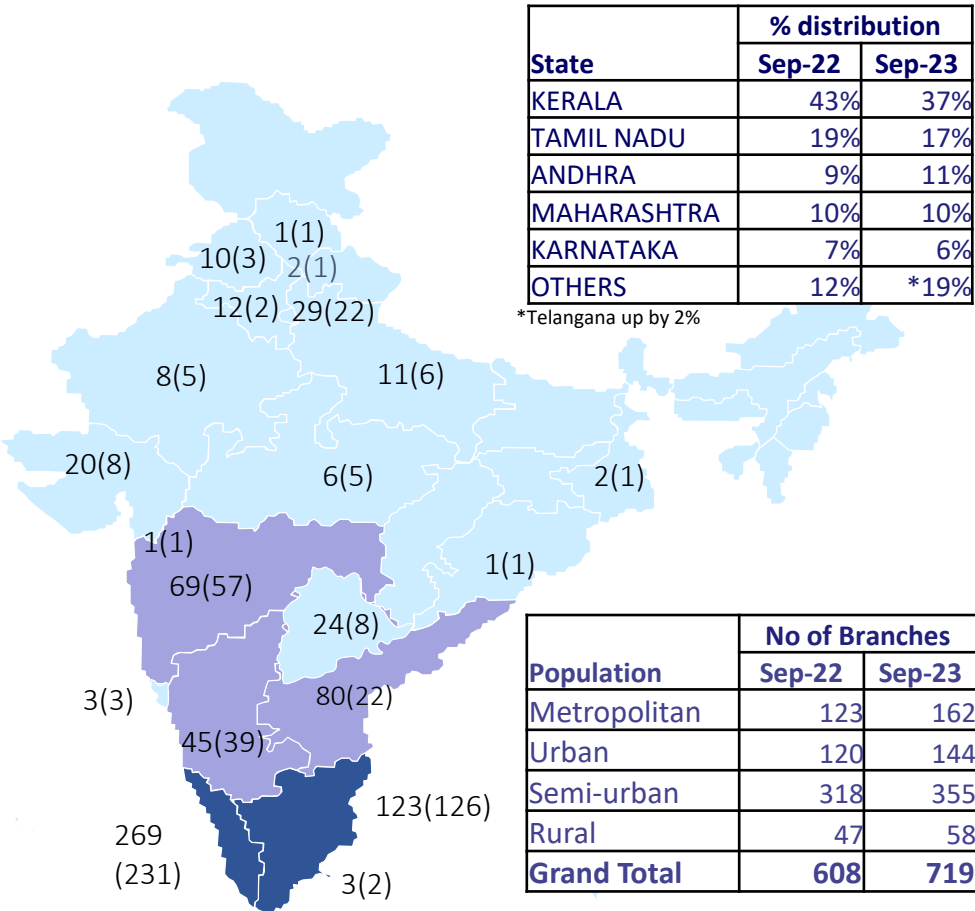 % distribution
State Sep-22 Sep-23
KERALA 43% 37%
TAMIL NADU 19% 17%
ANDHRA 9% 11%
MAHARASHTRA 10% 10%
KARNATAKA 7% 6%
OTHERS 12% *19%
*Telangana up by 2%
1(1)
10(3)
2(1)
12(2)
29(22)
8(5)
11(6)
20(8)
6(5)
2(1)
1(1)
1(1)
69(57)
24(8)
3(3)
80(22)
45(39)
123(126)
269
(231)
3(2)
No of Branches
Population Sep-22 Sep-23
Metropolitan 123 162
Urban 120 144
Semi-urban 318 355
Rural 47 58
Grand Total 608 719